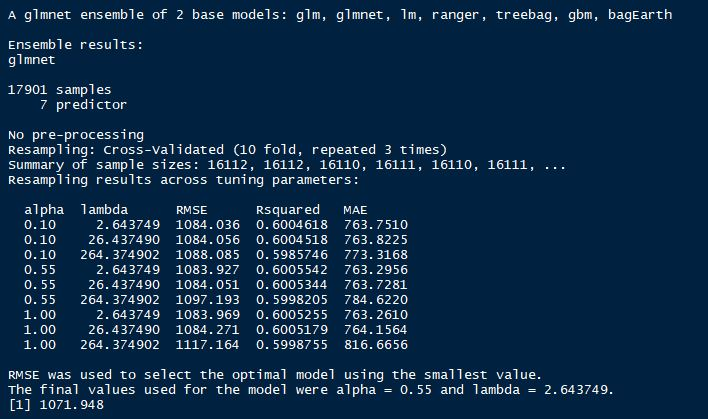 A glmnet ensemble of 2 base models: glm, glmnet, lm, ranger, treebag, gbm, bagEarth
Ensemble results:
glmnet
17901 samples
7 predictor
No pre-processing
Resampling: Cross-Validated (10 fold, repeated 3 times)
Summary of sample sizes: 16112, 16112, 16110, 16111, 16110, 16111, ...
Resampling results across tuning parameters:
alpha lambda RMSE Rsquared MAE
0.10 2.643749 1084.036 0.6004618 763.7510
0.10 26.437490 1084.056 0.6004518 763.8225
0.10 264.374902 1088.085 0.5985746 773.3168
0.55 2.643749 1083.927 0.6005542 763.2956
0.55 26.437490 1084.051 0.6005344 763.7281
0.55 264.374902 1097.193 0.5998205 784.6220
1.00 2.643749 1083.969 0.6005255 763.2610
1.00 26.437490 1084.271 0.6005179 764.1564
1.00 264.374902 1117.164 0.5998755 816.6656
RMSE was used to select the optimal model using the smallest value.
The final values used for the model were alpha = 0.55 and lambda = 2.643749.
[1] 1071.948